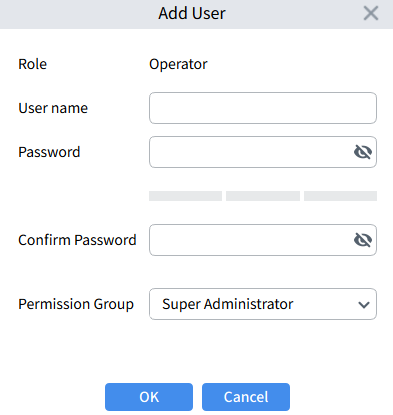 Add User
Role Operator
User name
Password
Confirm Password
Permission Group Super Administrator
OK Cancel